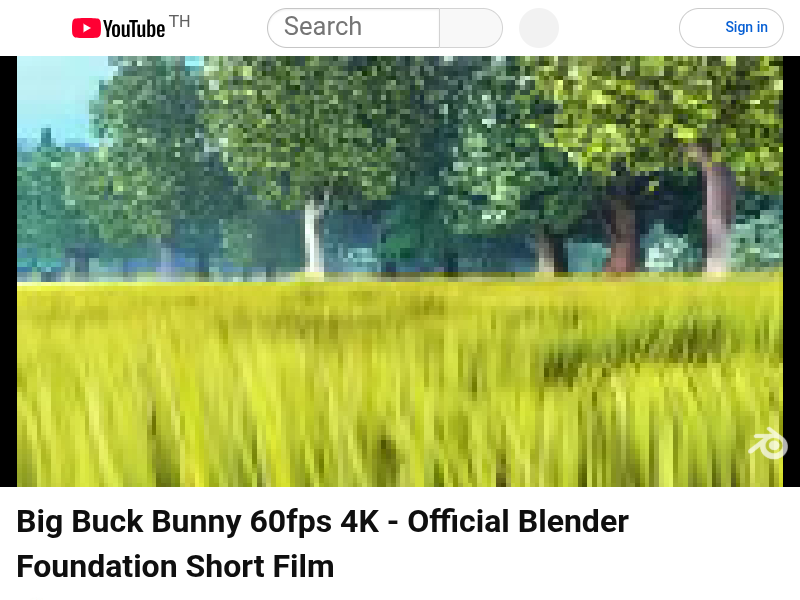 YouTube TH
Search
Sign in
Big Buck Bunny 60fps 4K - Official Blender
Foundation Short Film